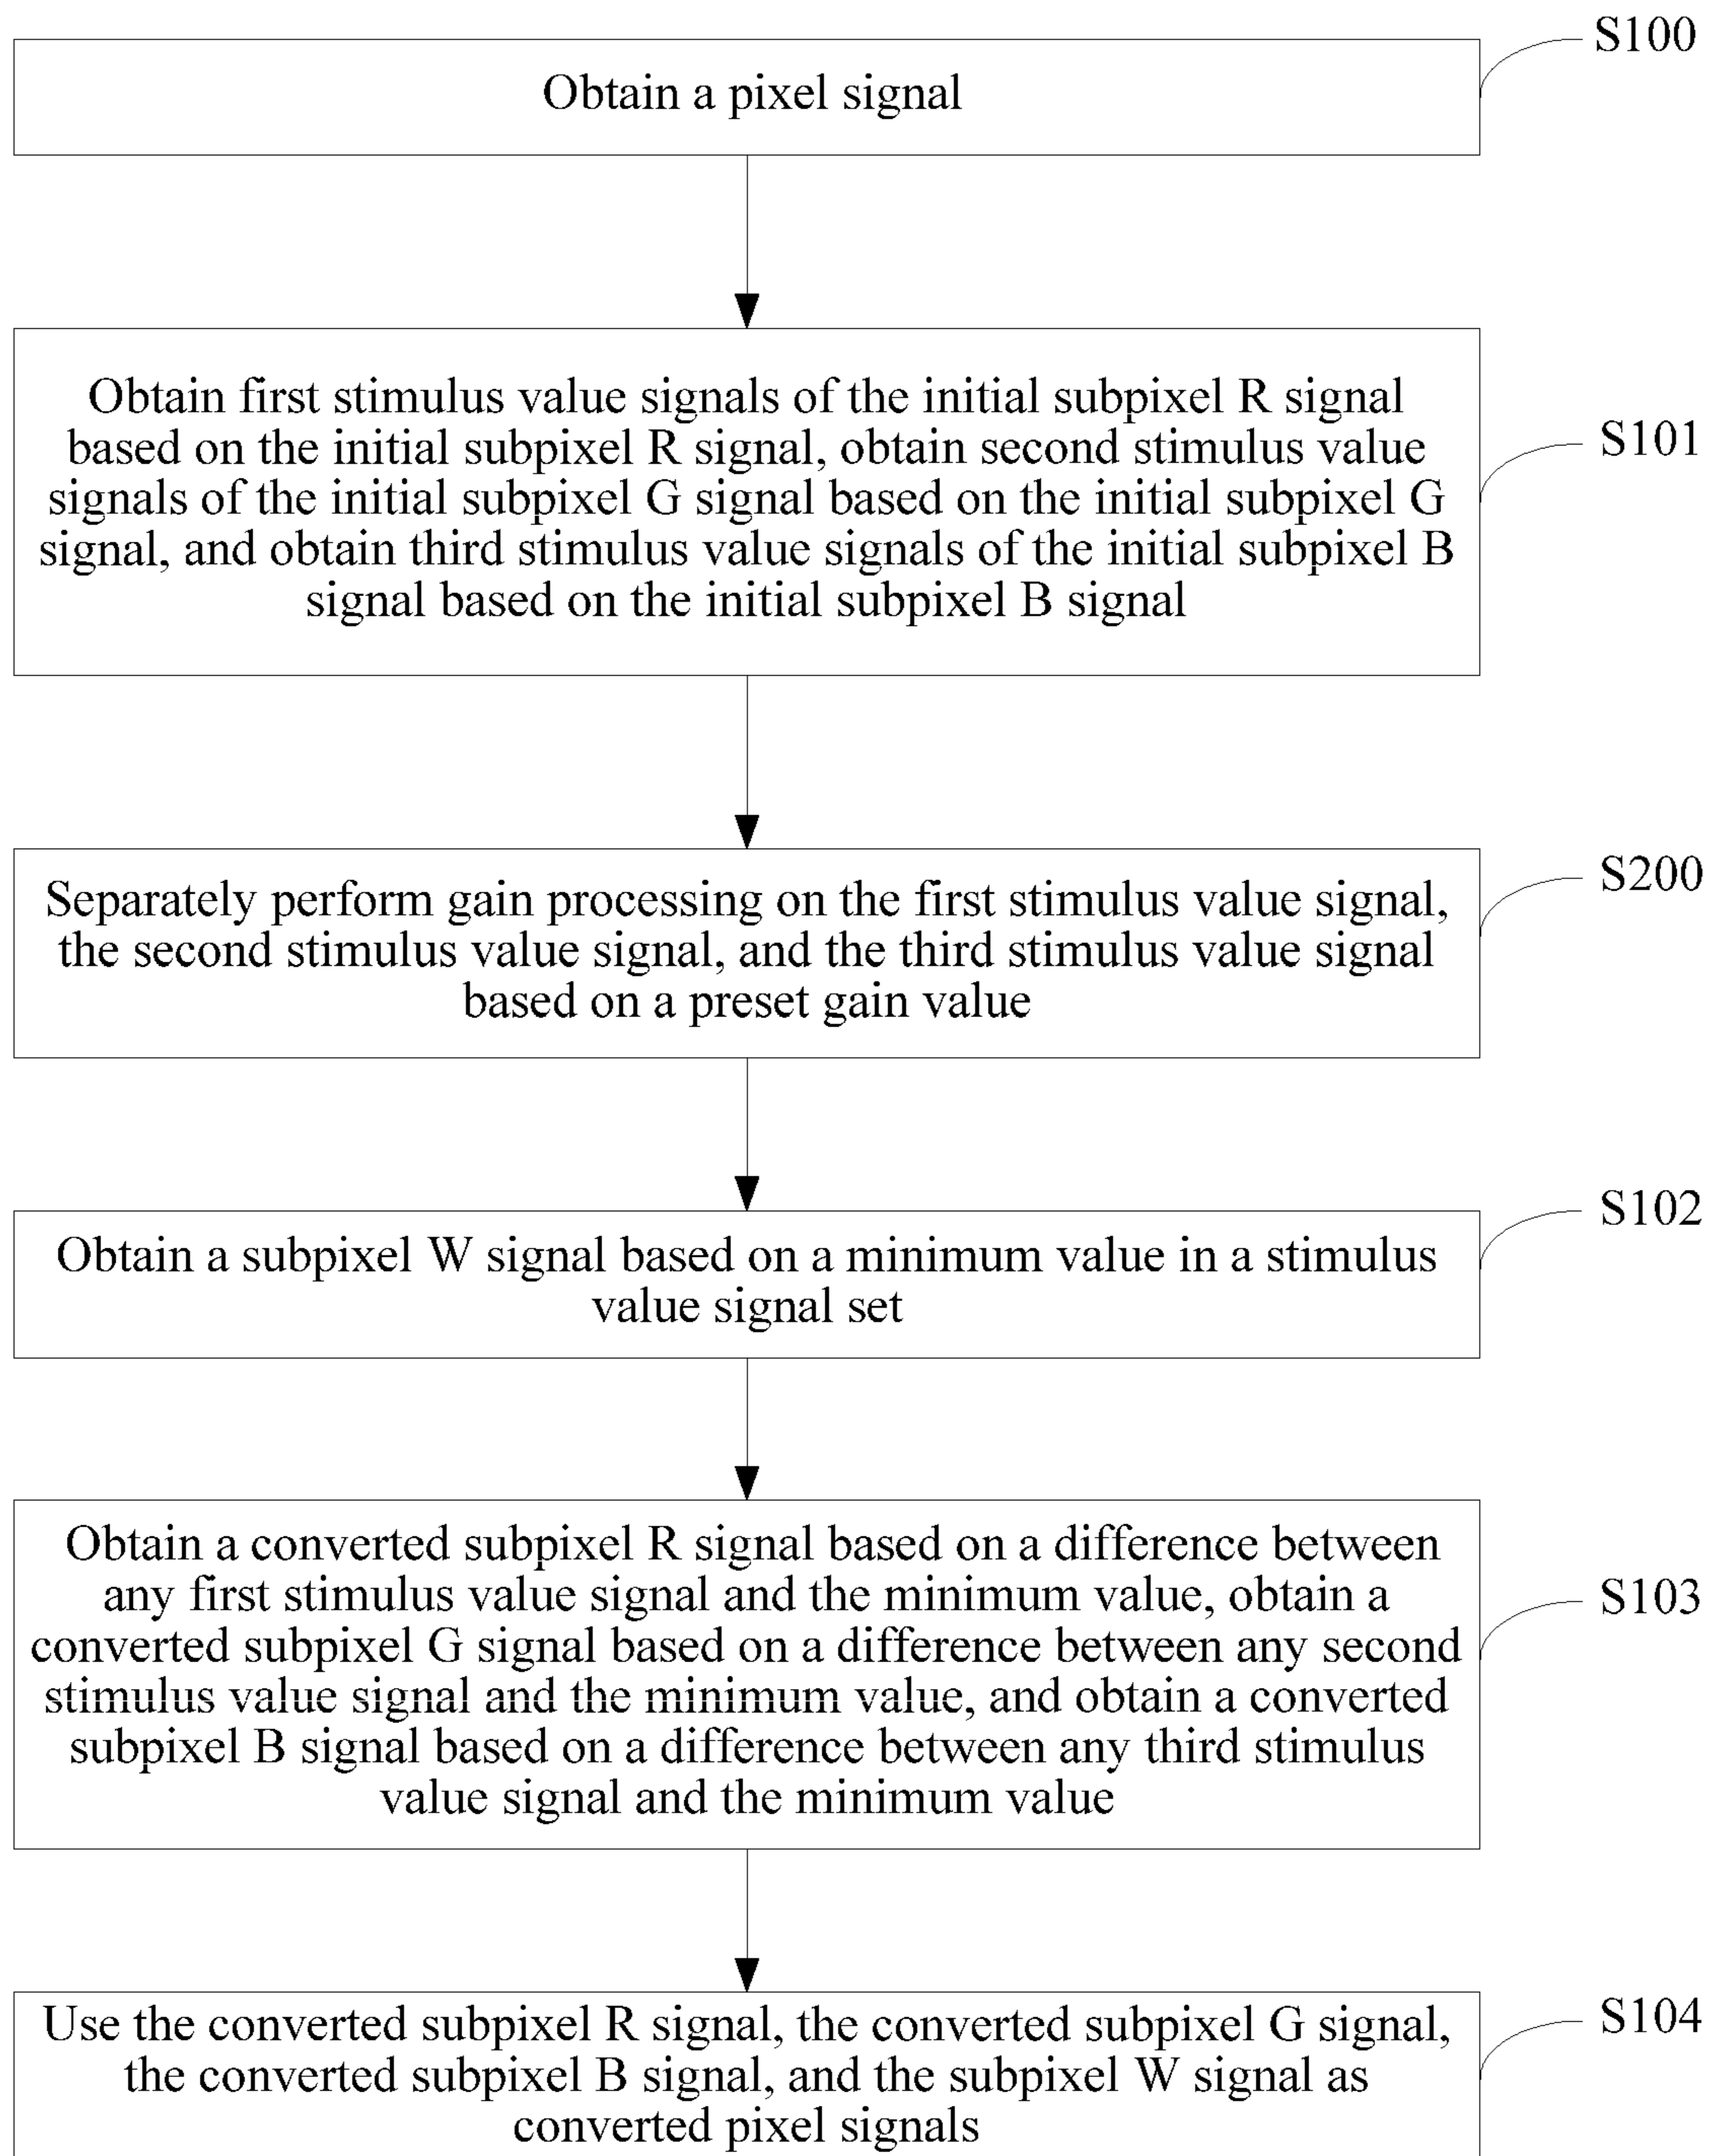 S100
Obtain a pixel signal
Obtain first stimulus value signals of the initial subpixel R signal
based on the initial subpixel R signal, obtain second stimulus value
signals of the initial subpixel G signal based on the initial subpixel G
signal, and obtain third stimulus value signals of the initial subpixel B
signal based on the initial subpixel B signal
S101
Separately perform gain processing on the first stimulus value signal,
the second stimulus value signal, and the third stimulus value signal
based on a preset gain value
S200
Obtain a subpixel W signal based on a minimum value in a stimulus
value signal set
S102
Obtain a converted subpixel R signal based on a difference between
any first stimulus value signal and the minimum value, obtain a
converted subpixel G signal based on a difference between any second
stimulus value signal and the minimum value, and obtain a converted
subpixel B signal based on a difference between any third stimulus
value signal and the minimum value
S103
Use the converted subpixel R signal, the converted subpixel G signal,
the converted subpixel B signal, and the subpixel W signal as
converted pixel signals
S104